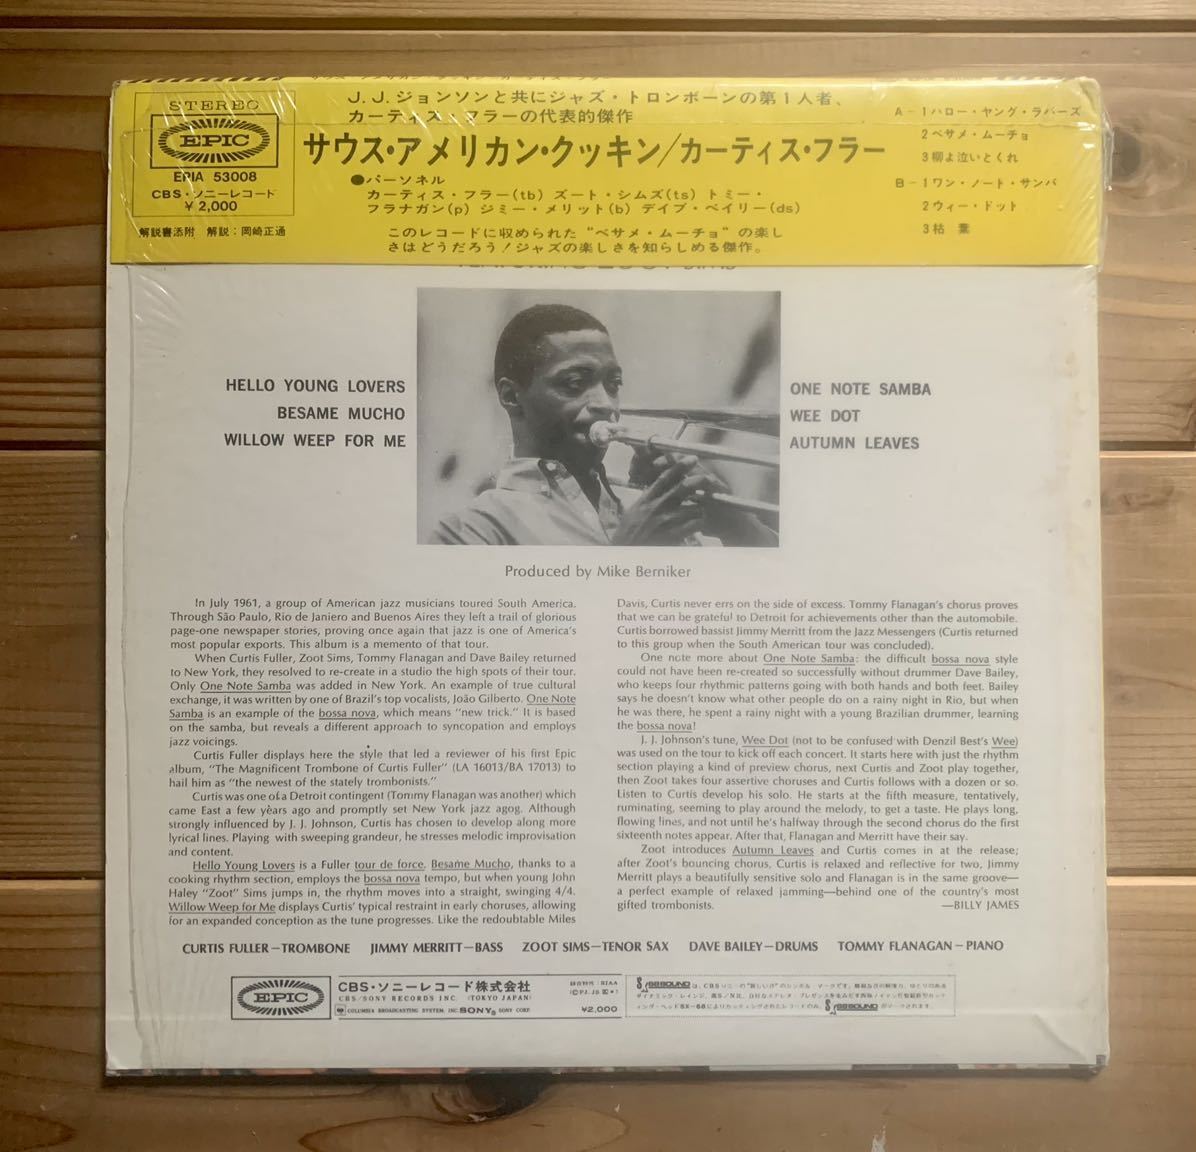 STEREO
EPIC
EPIA 53008
CBS・ソニーレコード
¥2,000
解説書添附 解説:岡崎正通
J.J.ジョンソンと共にジャズ・トロンボーンの第1人者、
カーティス・フラーの代表的傑作
サウス・アメリカン・クッキン/カーティス・フラー
●パーソネル
カーティス・フラー(tb) ズート・シムズ(ts) トミー・
フラナガン(p) ジミー・メリット(b) デイブ・ベイリー(ds)
このレコードに収められた“ベサメ・ムーチョ”の楽し
さはどうだろう!ジャズの楽しさを知らしめる傑作。
A-1ハロー・ヤング・ラバーズ
2ベサメ・ムーチョ
3柳よ泣いとくれ
B-1ワン・ノート・サンバ
2ウィー・ドット
3枯葉
HELLO YOUNG LOVERS
BESAME MUCHO
WILLOW WEEP FOR ME
ONE NOTE SAMBA
WEE DOT
AUTUMN LEAVES
Produced by Mike Berniker
In July 1961, a group of American jazz musicians toured South America.
Through São Paulo, Rio de Janiero and Buenos Aires they left a trail of glorious
page-one newspaper stories, proving once again that jazz is one of America's
most popular exports. This album is a memento of that tour.
When Curtis Fuller, Zoot Sims, Tommy Flanagan and Dave Bailey returned
to New York, they resolved to re-create in a studio the high spots of their tour.
Only One Note Samba was added in New York. An example of true cultural
exchange, it was written by one of Brazil's top vocalists, João Gilberto. One Note
Samba is an example of the bossa nova, which means "new trick." It is based
on the samba, but reveals a different approach to syncopation and employs
jazz voicings.
Curtis Fuller displays here the style that led a reviewer of his first Epic
album, "The Magnificent Trombone of Curtis Fuller" (LA 16013/BA 17013) to
hail him as "the newest of the stately trombonists."
Curtis was one of a Detroit contingent (Tommy Flanagan was another) which
came East a few years ago and promptly set New York jazz agog. Although
strongly influenced by J. J. Johnson, Curtis has chosen to develop along more
lyrical lines. Playing with sweeping grandeur, he stresses melodic improvisation
and content.
Hello Young Lovers is a Fuller tour de force. Besame Mucho, thanks to a
cooking rhythm section, employs the bossa nova tempo, but when young John
Haley "Zoot" Sims jumps in, the rhythm moves into a straight, swinging 4/4.
Willow Weep for Me displays Curtis' typical restraint in early choruses, allowing
for an expanded conception as the tune progresses. Like the redoubtable Miles
Davis, Curtis never errs on the side of excess. Tommy Flanagan's chorus proves
that we can be grateful to Detroit for achievements other than the automobile.
Curtis borrowed bassist Jimmy Merritt from the Jazz Messengers (Curtis returned
to this group when the South American tour was concluded).
One note more about One Note Samba: the difficult bossa nova style
could not have been re-created so successfully without drummer Dave Bailey,
who keeps four rhythmic patterns going with both hands and both feet. Bailey
says he doesn't know what other people do on a rainy night in Rio, but when
he was there, he spent a rainy night with a young Brazilian drummer, learning
the bossa nova!
J. J. Johnson's tune, Wee Dot (not to be confused with Denzil Best's Wee)
was used on the tour to kick off each concert. It starts here with just the rhythm
section playing a kind of preview chorus, next Curtis and Zoot play together,
then Zoot takes four assertive choruses and Curtis follows with a dozen or so.
Listen to Curtis develop his solo. He starts at the fifth measure, tentatively,
ruminating, seeming to play around the melody, to get a taste. He plays long,
flowing lines, and not until he's halfway through the second chorus do the first
sixteenth notes appear. After that, Flanagan and Merritt have their say.
Zoot introduces Autumn Leaves and Curtis comes in at the release;
after Zoot's bouncing chorus, Curtis is relaxed and reflective for two, Jimmy
Merritt plays a beautifully sensitive solo and Flanagan is in the same groove—
a perfect example of relaxed jamming—behind one of the country's most
gifted trombonists. —BILLY JAMES
CURTIS FULLER—TROMBONE JIMMY MERRITT—BASS ZOOT SIMS—TENOR SAX DAVE BAILEY—DRUMS TOMMY FLANAGAN—PIANO
EPIC
CBS・ソニーレコード株式会社
CBS/SONY RECORDS INC. (TOKYO JAPAN)
COLUMBIA BROADCASTING SYSTEM, INC. SONY CORP.
¥2,000